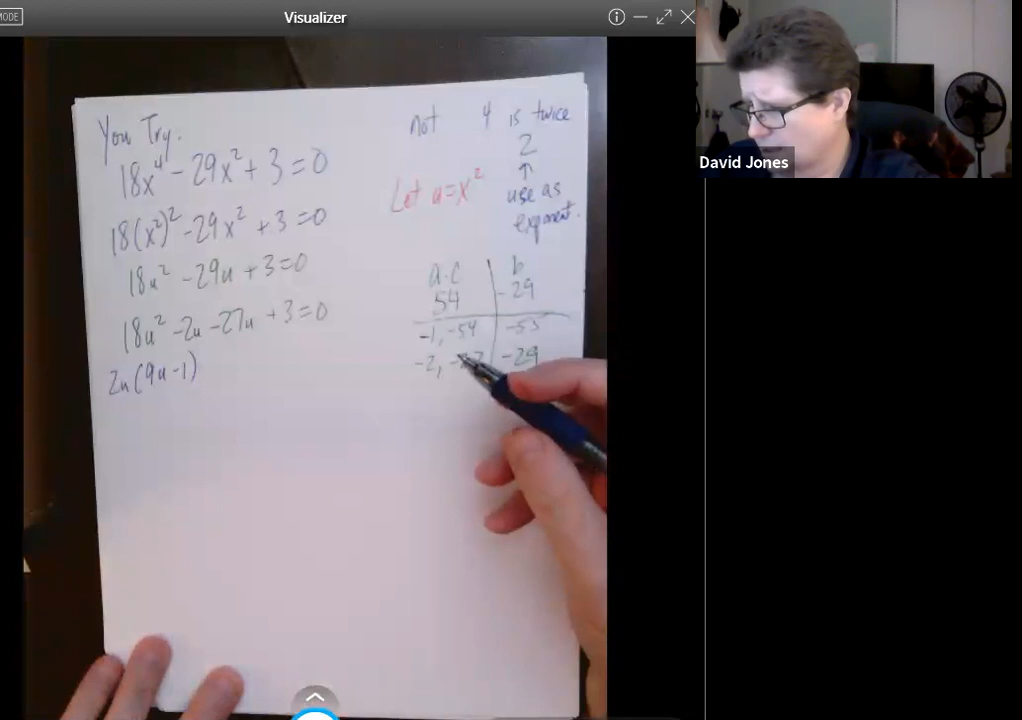 MODE
Visualizer
David Jones
You Try.
18x⁴ - 29x² + 3 = 0
18(x²)² - 29x² + 3 = 0
18u² - 29u + 3 = 0
18u² - 2u - 27u + 3 = 0
2u(9u - 1)
not 4 is twice
2
↑
use as
exponent.
Let u = x²
a·c | b
54 | -29
-1, -54 | -55
-2, -27 | -29